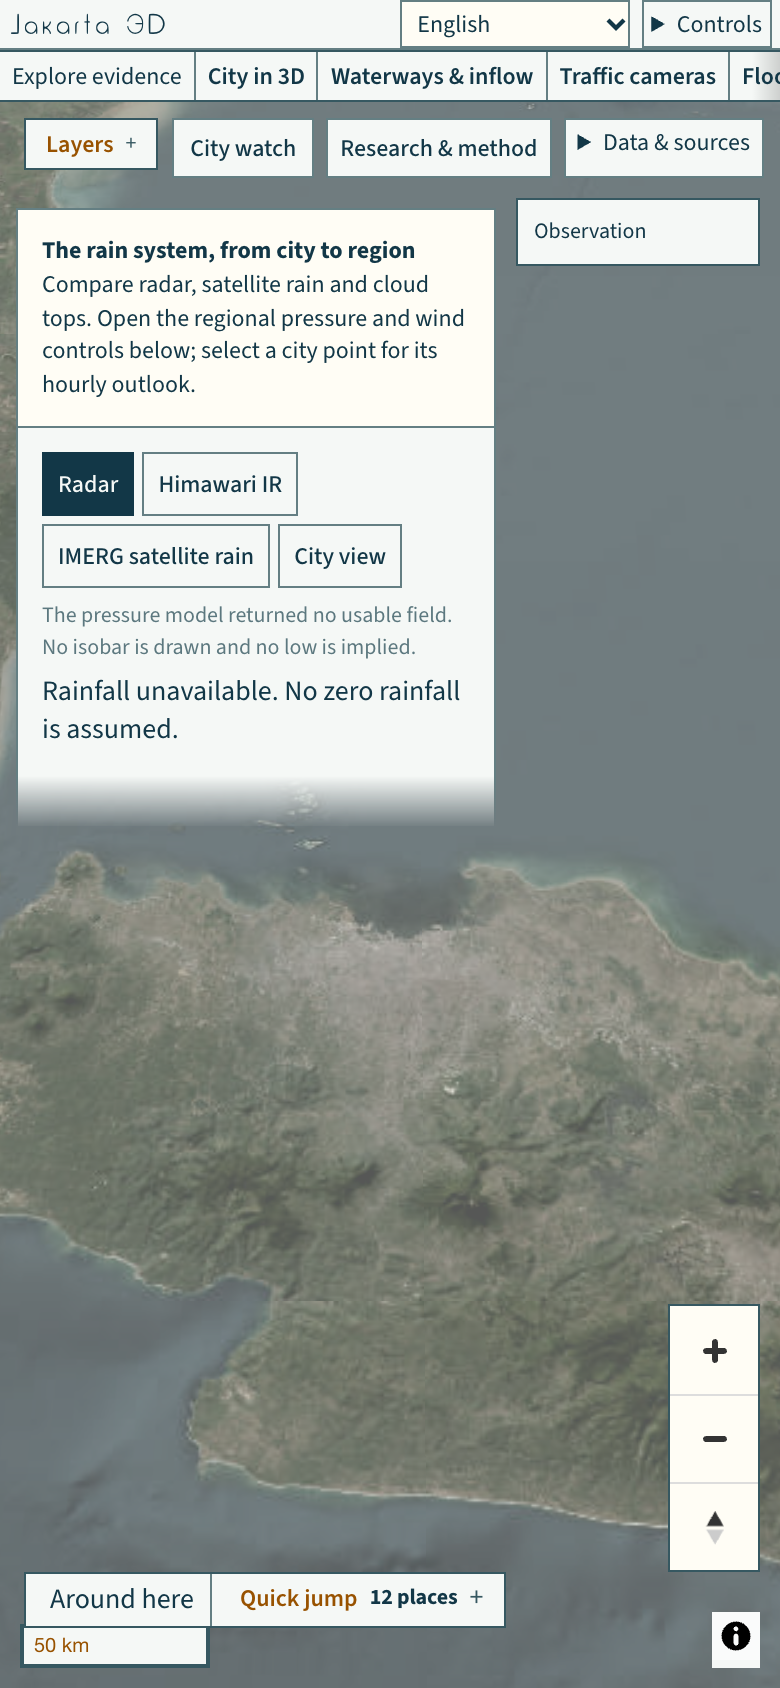 Jakarta 3D
English
Controls
Explore evidence
City in 3D
Waterways & inflow
Traffic cameras
Layers +
City watch
Research & method
Data & sources
The rain system, from city to region
Compare radar, satellite rain and cloud
tops. Open the regional pressure and wind
controls below; select a city point for its
hourly outlook.
Observation
Radar
Himawari IR
IMERG satellite rain
City view
The pressure model returned no usable field.
No isobar is drawn and no low is implied.
Rainfall unavailable. No zero rainfall
is assumed.
Around here
Quick jump 12 places +
50 km